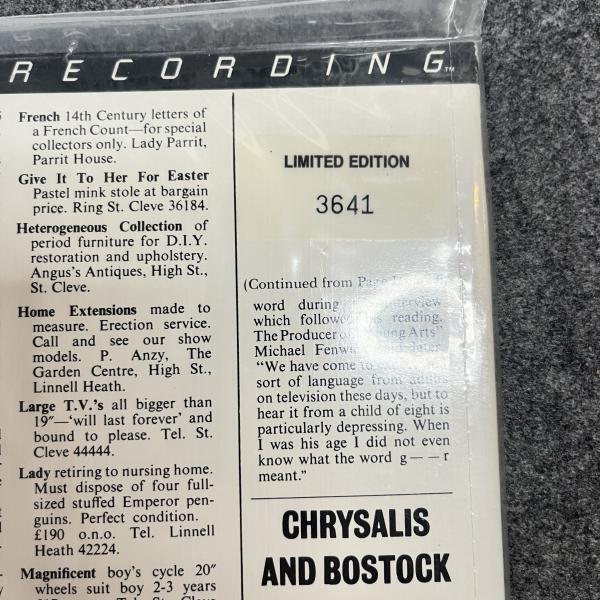 RECORDING™
French 14th Century letters of
a French Count—for special
collectors only. Lady Parrit,
Parrit House.
Give It To Her For Easter
Pastel mink stole at bargain
price. Ring St. Cleve 36184.
Heterogeneous Collection of
period furniture for D.I.Y.
restoration and upholstery.
Angus's Antiques, High St.,
St. Cleve.
Home Extensions made to
measure. Erection service.
Call and see our show
models. P. Anzy, The
Garden Centre, High St.,
Linnell Heath.
Large T.V.'s all bigger than
19"—'will last forever' and
bound to please. Tel. St.
Cleve 44444.
Lady retiring to nursing home.
Must dispose of four full-
sized stuffed Emperor pen-
guins. Perfect condition.
£190 o.n.o. Tel. Linnell
Heath 42224.
Magnificent boy's cycle 20"
wheels suit boy 2-3 years
LIMITED EDITION
3641
(Continued from Page
word during interview
which followed his reading.
The Producer of "Young Arts"
Michael
"We have come to
sort of language from adults
on television these days, but to
hear it from a child of eight is
particularly depressing. When
I was his age I did not even
know what the word g——r
meant."
CHRYSALIS
AND BOSTOCK